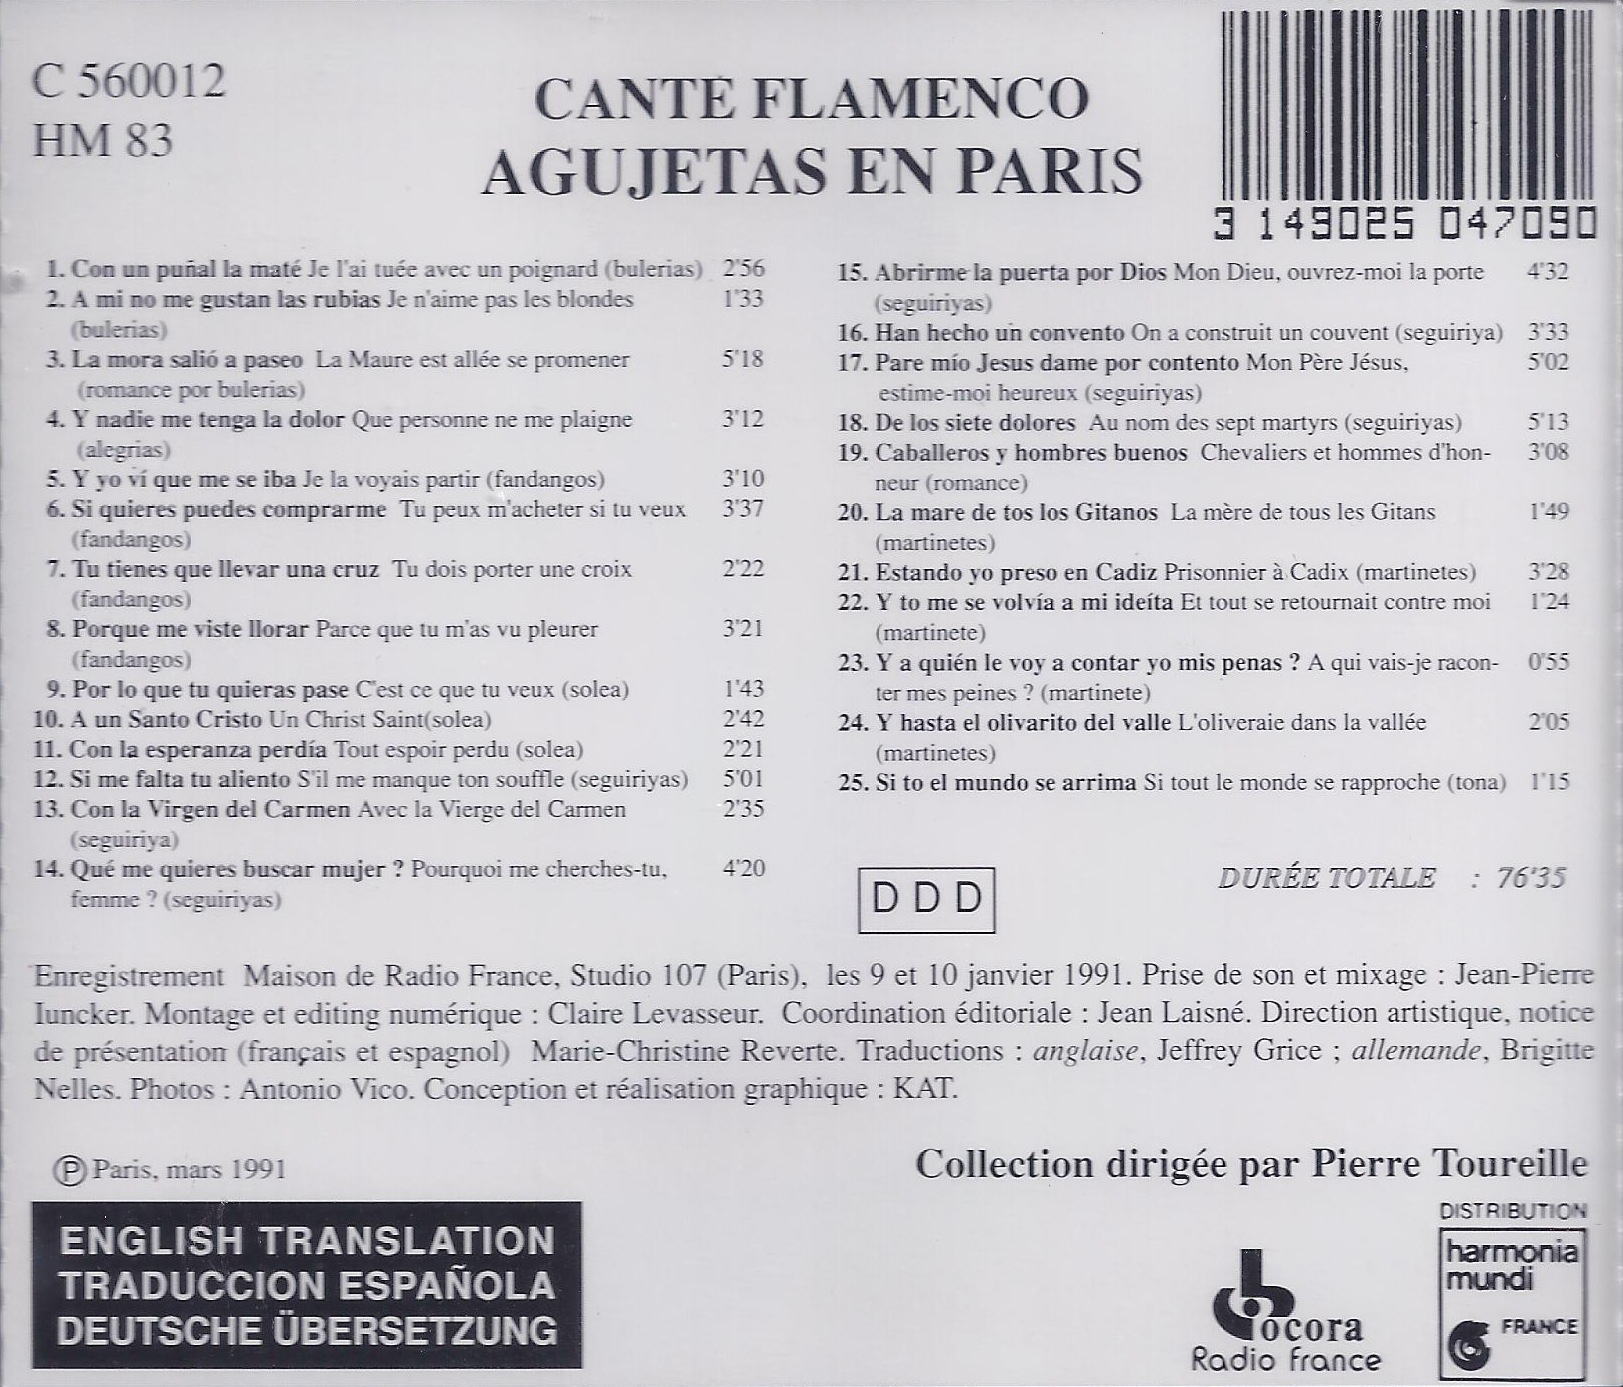 C 560012
HM 83
CANTE FLAMENCO
AGUJETAS EN PARIS
3 149025 047090
1. Con un puñal la maté Je l'ai tuée avec un poignard (bulerias) 2'56
2. A mi no me gustan las rubias Je n'aime pas les blondes 1'33
(bulerias)
3. La mora salió a paseo La Maure est allée se promener 5'18
(romance por bulerias)
4. Y nadie me tenga la dolor Que personne ne me plaigne 3'12
(alegrias)
5. Y yo ví que me se iba Je la voyais partir (fandangos) 3'10
6. Si quieres puedes comprarme Tu peux m'acheter si tu veux 3'37
(fandangos)
7. Tu tienes que llevar una cruz Tu dois porter une croix 2'22
(fandangos)
8. Porque me viste llorar Parce que tu m'as vu pleurer 3'21
(fandangos)
9. Por lo que tu quieras pase C'est ce que tu veux (solea) 1'43
10. A un Santo Cristo Un Christ Saint(solea) 2'42
11. Con la esperanza perdía Tout espoir perdu (solea) 2'21
12. Si me falta tu aliento S'il me manque ton souffle (seguiriyas) 5'01
13. Con la Virgen del Carmen Avec la Vierge del Carmen 2'35
(seguiriya)
14. Qué me quieres buscar mujer ? Pourquoi me cherches-tu, 4'20
femme ? (seguiriyas)
15. Abrirme la puerta por Dios Mon Dieu, ouvrez-moi la porte 4'32
(seguiriyas)
16. Han hecho un convento On a construit un couvent (seguiriya) 3'33
17. Pare mío Jesus dame por contento Mon Père Jésus, 5'02
estime-moi heureux (seguiriyas)
18. De los siete dolores Au nom des sept martyrs (seguiriyas) 5'13
19. Caballeros y hombres buenos Chevaliers et hommes d'hon- 3'08
neur (romance)
20. La mare de tos los Gitanos La mère de tous les Gitans 1'49
(martinetes)
21. Estando yo preso en Cadiz Prisonnier à Cadix (martinetes) 3'28
22. Y to me se volvía a mi ideíta Et tout se retournait contre moi 1'24
(martinete)
23. Y a quién le voy a contar yo mis penas ? A qui vais-je racon- 0'55
ter mes peines ? (martinete)
24. Y hasta el olivarito del valle L'oliveraie dans la vallée 2'05
(martinetes)
25. Si to el mundo se arrima Si tout le monde se rapproche (tona) 1'15
DDD
DURÉE TOTALE : 76'35
Enregistrement Maison de Radio France, Studio 107 (Paris), les 9 et 10 janvier 1991. Prise de son et mixage : Jean-Pierre
Iuncker. Montage et editing numérique : Claire Levasseur. Coordination éditoriale : Jean Laisné. Direction artistique, notice
de présentation (français et espagnol) Marie-Christine Reverte. Traductions : anglaise, Jeffrey Grice ; allemande, Brigitte
Nelles. Photos : Antonio Vico. Conception et réalisation graphique : KAT.
℗ Paris, mars 1991
Collection dirigée par Pierre Toureille
ENGLISH TRANSLATION
TRADUCCION ESPAÑOLA
DEUTSCHE ÜBERSETZUNG
ocora
Radio france
DISTRIBUTION
harmonia
mundi
FRANCE